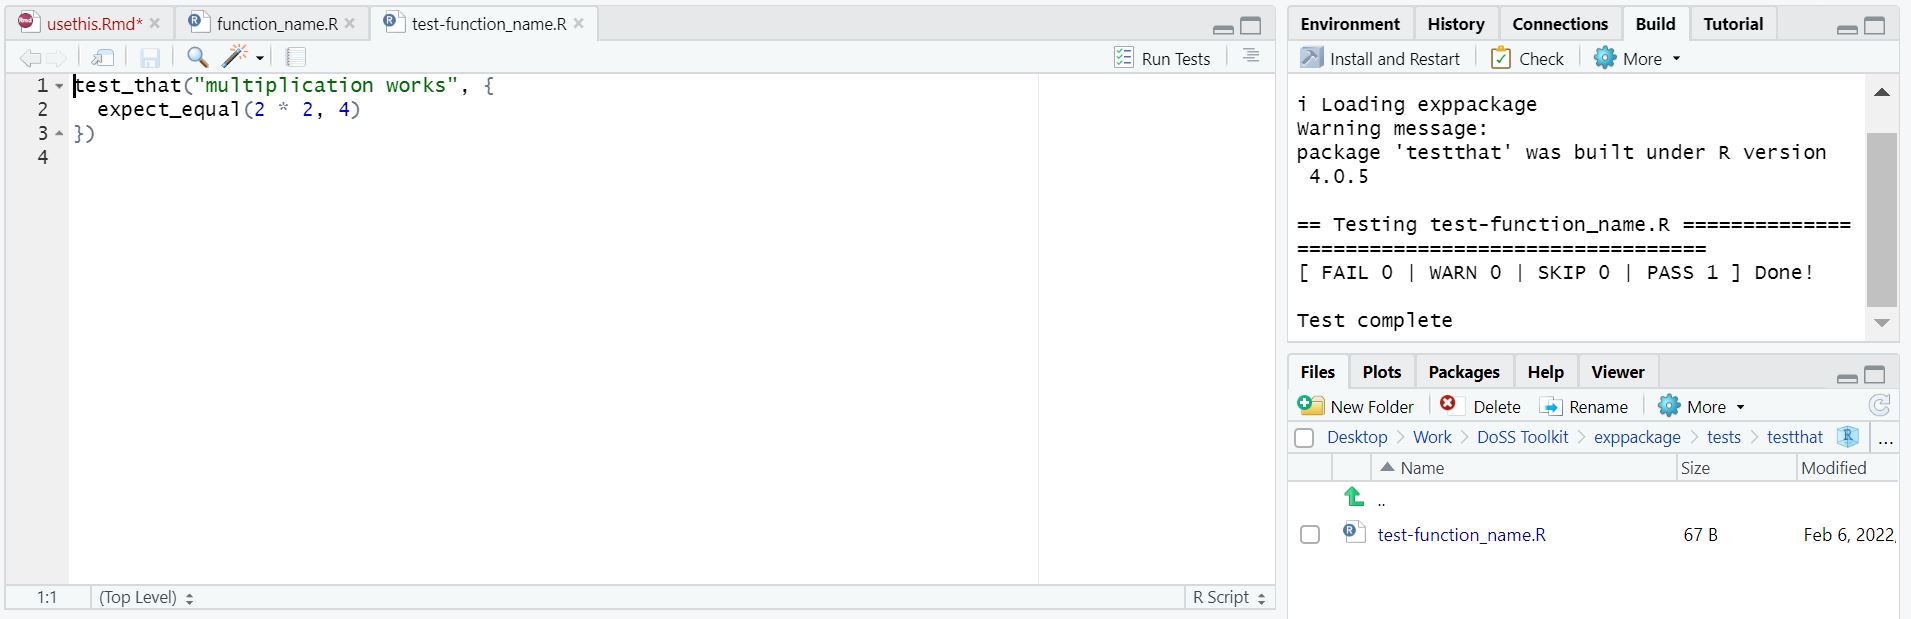 usethis.Rmd*
function_name.R
test-function_name.R
Run Tests
1 test_that("multiplication works", {
2   expect_equal(2 * 2, 4)
3 })
4
1:1 (Top Level) R Script
Environment History Connections Build Tutorial
Install and Restart Check More
i Loading exppackage
Warning message:
package 'testthat' was built under R version
 4.0.5
== Testing test-function_name.R ==============
==================================
[ FAIL 0 | WARN 0 | SKIP 0 | PASS 1 ] Done!
Test complete
Files Plots Packages Help Viewer
New Folder Delete Rename More
Desktop Work DoSS Toolkit exppackage tests testthat R ...
Name Size Modified
..
test-function_name.R 67 B Feb 6, 2022,